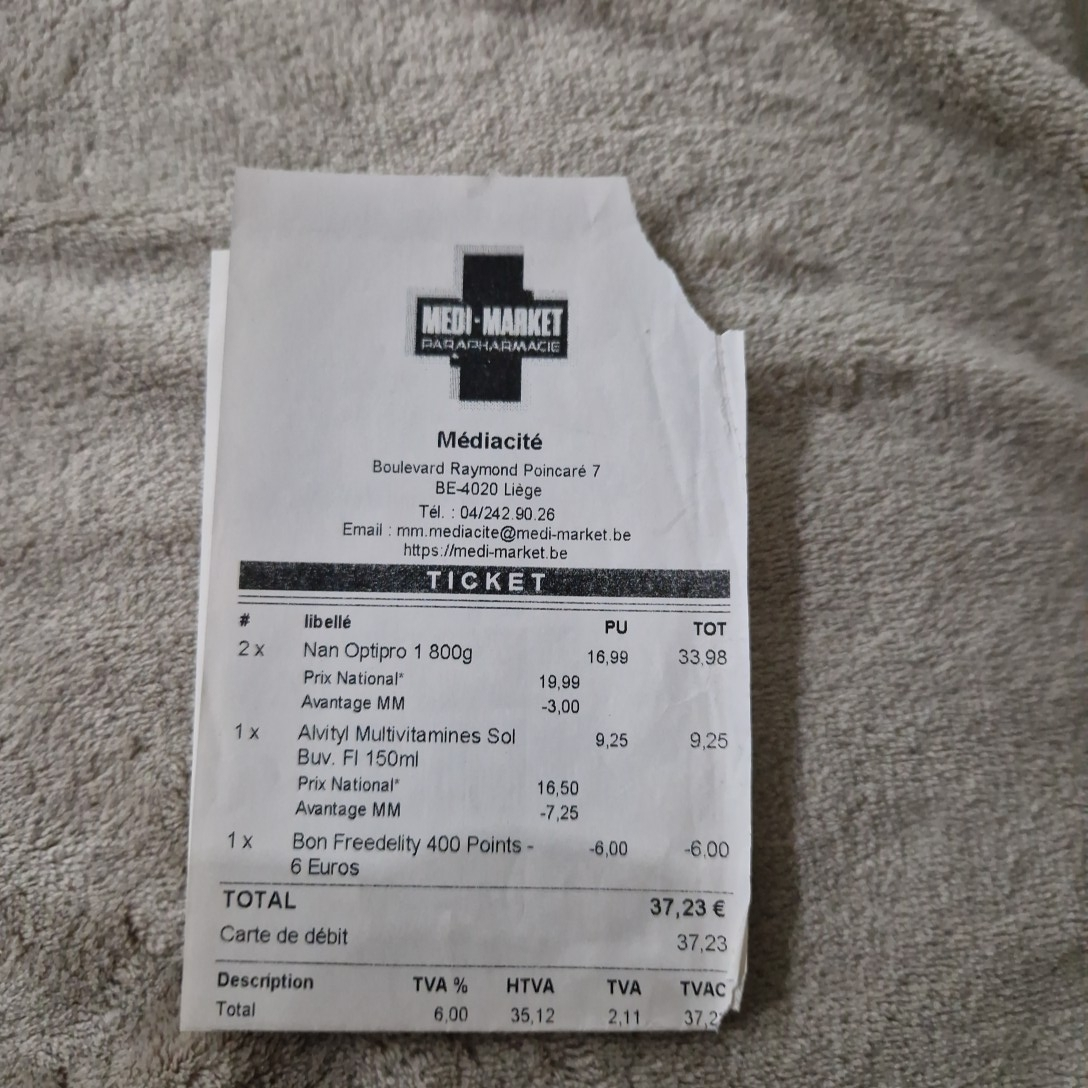 MEDI-MARKET
PARAPHARMACIE
Médiacité
Boulevard Raymond Poincaré 7
BE-4020 Liège
Tél. : 04/242.90.26
Email : mm.mediacite@medi-market.be
https://medi-market.be
TICKET
# libellé PU TOT
2 x Nan Optipro 1 800g 16,99 33,98
Prix National* 19,99
Avantage MM -3,00
1 x Alvityl Multivitamines Sol 9,25 9,25
Buv. Fl 150ml
Prix National* 16,50
Avantage MM -7,25
1 x Bon Freedelity 400 Points - -6,00 -6,00
6 Euros
TOTAL 37,23 €
Carte de débit 37,23
Description TVA % HTVA TVA TVAC
Total 6,00 35,12 2,11 37,2